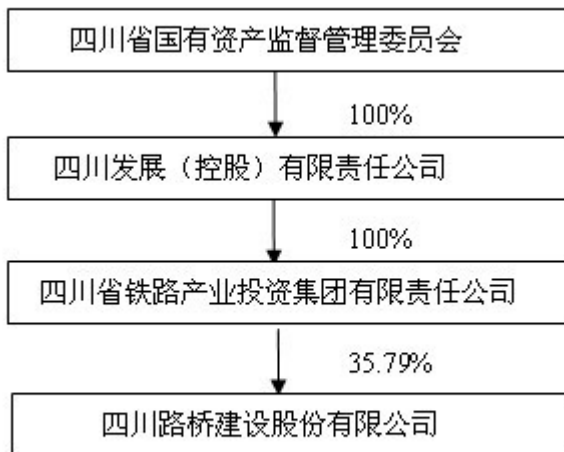 四川省国有资产监督管理委员会
100%
四川发展（控股）有限责任公司
100%
四川省铁路产业投资集团有限责任公司
35.79%
四川路桥建设股份有限公司